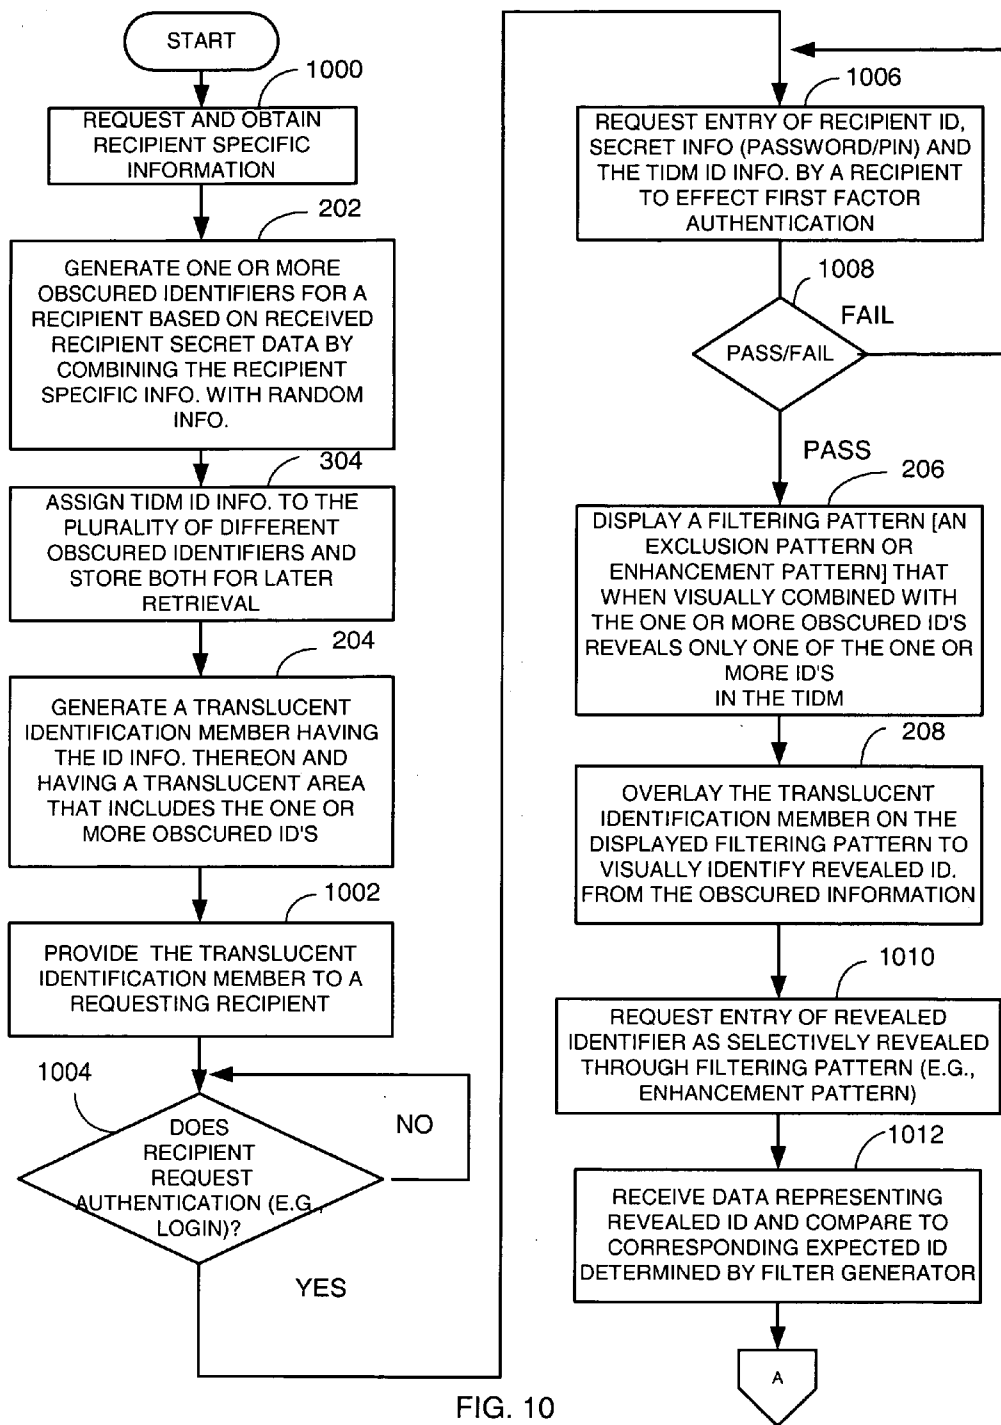 START
1000
REQUEST AND OBTAIN
RECIPIENT SPECIFIC
INFORMATION
202
GENERATE ONE OR MORE
OBSCURED IDENTIFIERS FOR A
RECIPIENT BASED ON RECEIVED
RECIPIENT SECRET DATA BY
COMBINING THE RECIPIENT
SPECIFIC INFO. WITH RANDOM
INFO.
304
ASSIGN TIDM ID INFO. TO THE
PLURALITY OF DIFFERENT
OBSCURED IDENTIFIERS AND
STORE BOTH FOR LATER
RETRIEVAL
204
GENERATE A TRANSLUCENT
IDENTIFICATION MEMBER HAVING
THE ID INFO. THEREON AND
HAVING A TRANSLUCENT AREA
THAT INCLUDES THE ONE OR
MORE OBSCURED ID'S
1002
PROVIDE THE TRANSLUCENT
IDENTIFICATION MEMBER TO A
REQUESTING RECIPIENT
1004
DOES
RECIPIENT
REQUEST
AUTHENTICATION (E.G.,
LOGIN)?
NO
YES
1006
REQUEST ENTRY OF RECIPIENT ID,
SECRET INFO (PASSWORD/PIN) AND
THE TIDM ID INFO. BY A RECIPIENT
TO EFFECT FIRST FACTOR
AUTHENTICATION
1008
PASS/FAIL
FAIL
PASS
206
DISPLAY A FILTERING PATTERN [AN
EXCLUSION PATTERN OR
ENHANCEMENT PATTERN] THAT
WHEN VISUALLY COMBINED WITH
THE ONE OR MORE OBSCURED ID'S
REVEALS ONLY ONE OF THE ONE OR
MORE ID'S
IN THE TIDM
208
OVERLAY THE TRANSLUCENT
IDENTIFICATION MEMBER ON THE
DISPLAYED FILTERING PATTERN TO
VISUALLY IDENTIFY REVEALED ID.
FROM THE OBSCURED INFORMATION
1010
REQUEST ENTRY OF REVEALED
IDENTIFIER AS SELECTIVELY REVEALED
THROUGH FILTERING PATTERN (E.G.,
ENHANCEMENT PATTERN)
1012
RECEIVE DATA REPRESENTING
REVEALED ID AND COMPARE TO
CORRESPONDING EXPECTED ID
DETERMINED BY FILTER GENERATOR
A
FIG. 10